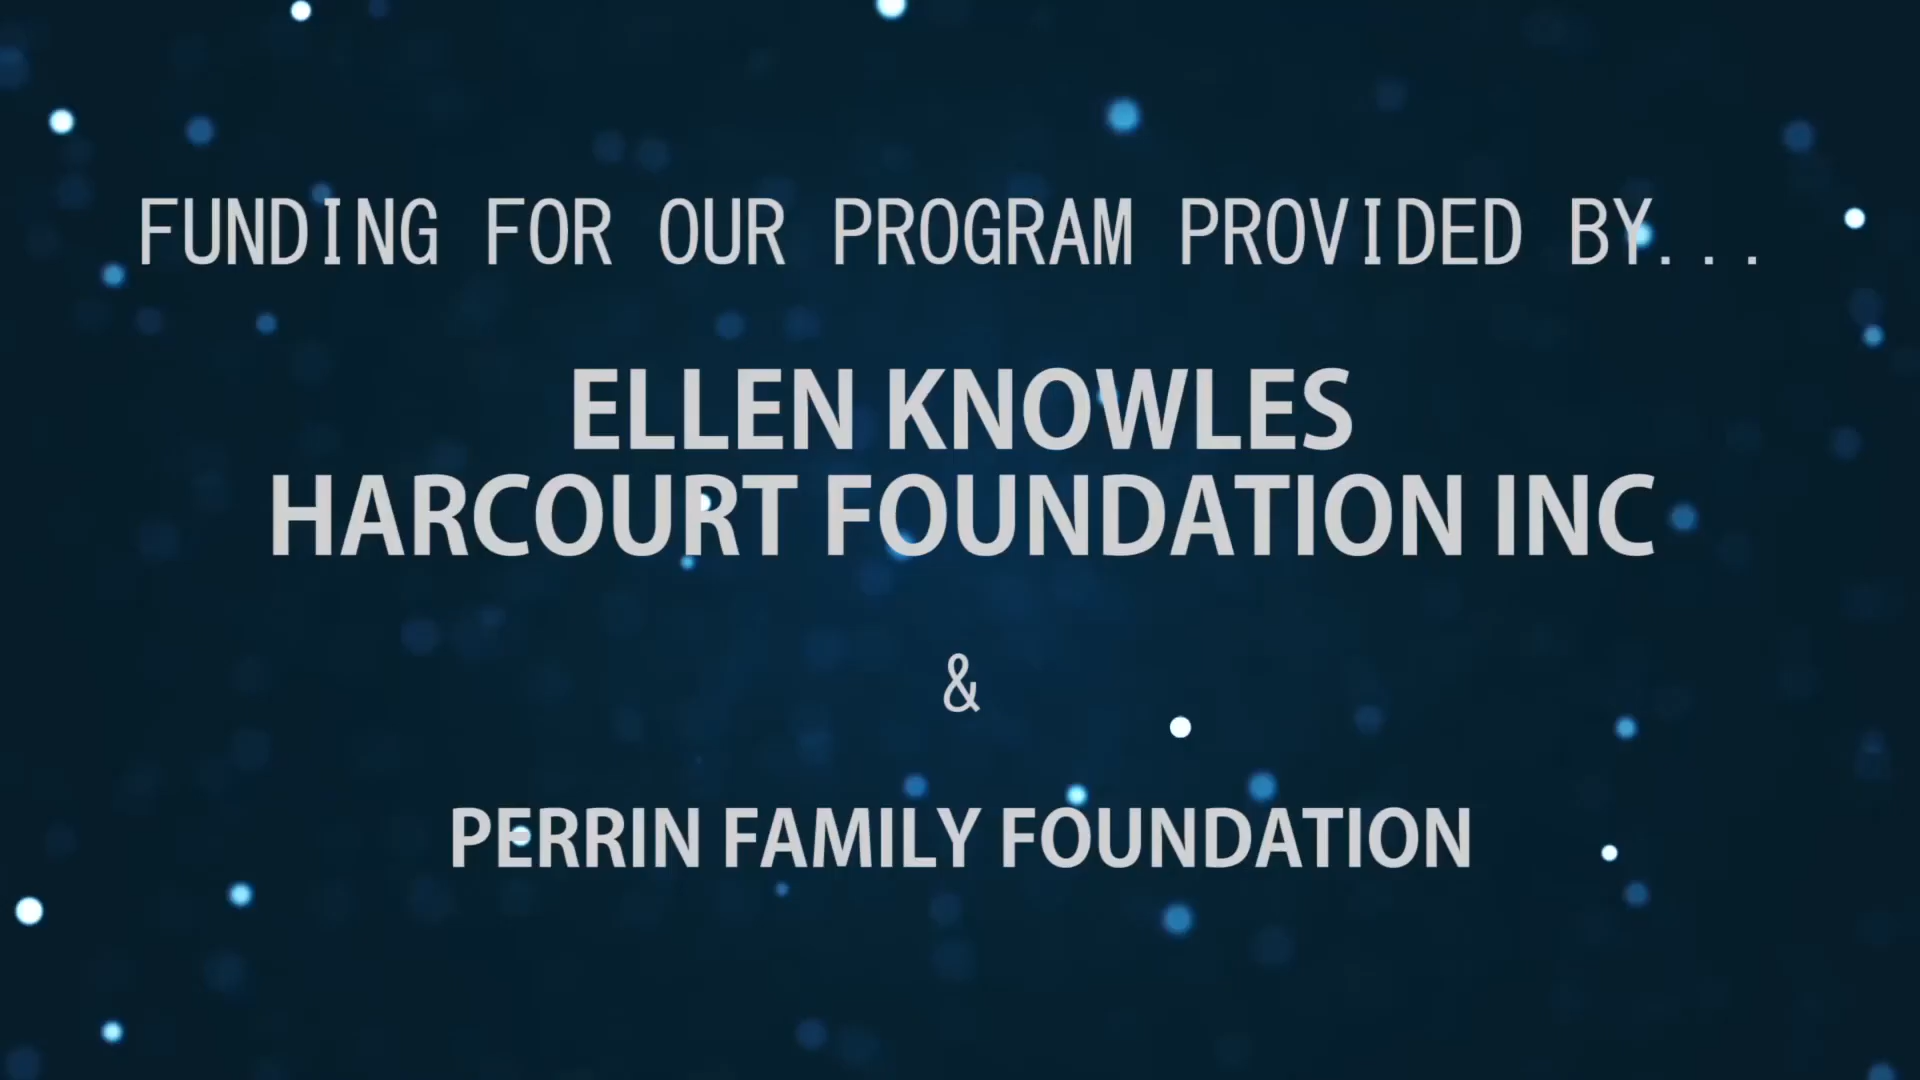 FUNDING FOR OUR PROGRAM PROVIDED BY...
ELLEN KNOWLES
HARCOURT FOUNDATION INC
&
PERRIN FAMILY FOUNDATION